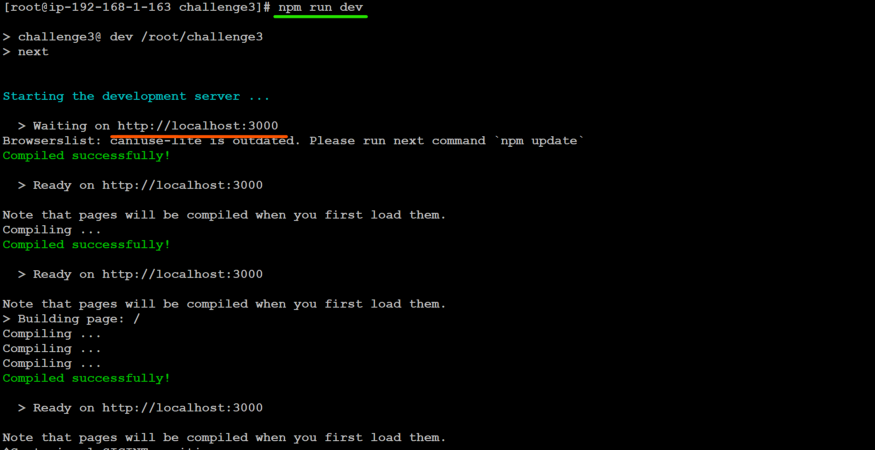 [root@ip-192-168-1-163 challenge3]# npm run dev
> challenge3@ dev /root/challenge3
> next
Starting the development server ...
> Waiting on http://localhost:3000
Browserslist: caniuse-lite is outdated. Please run next command `npm update`
Compiled successfully!
> Ready on http://localhost:3000
Note that pages will be compiled when you first load them.
Compiling ...
Compiled successfully!
> Ready on http://localhost:3000
Note that pages will be compiled when you first load them.
> Building page: /
Compiling ...
Compiling ...
Compiling ...
Compiled successfully!
> Ready on http://localhost:3000
Note that pages will be compiled when you first load them.